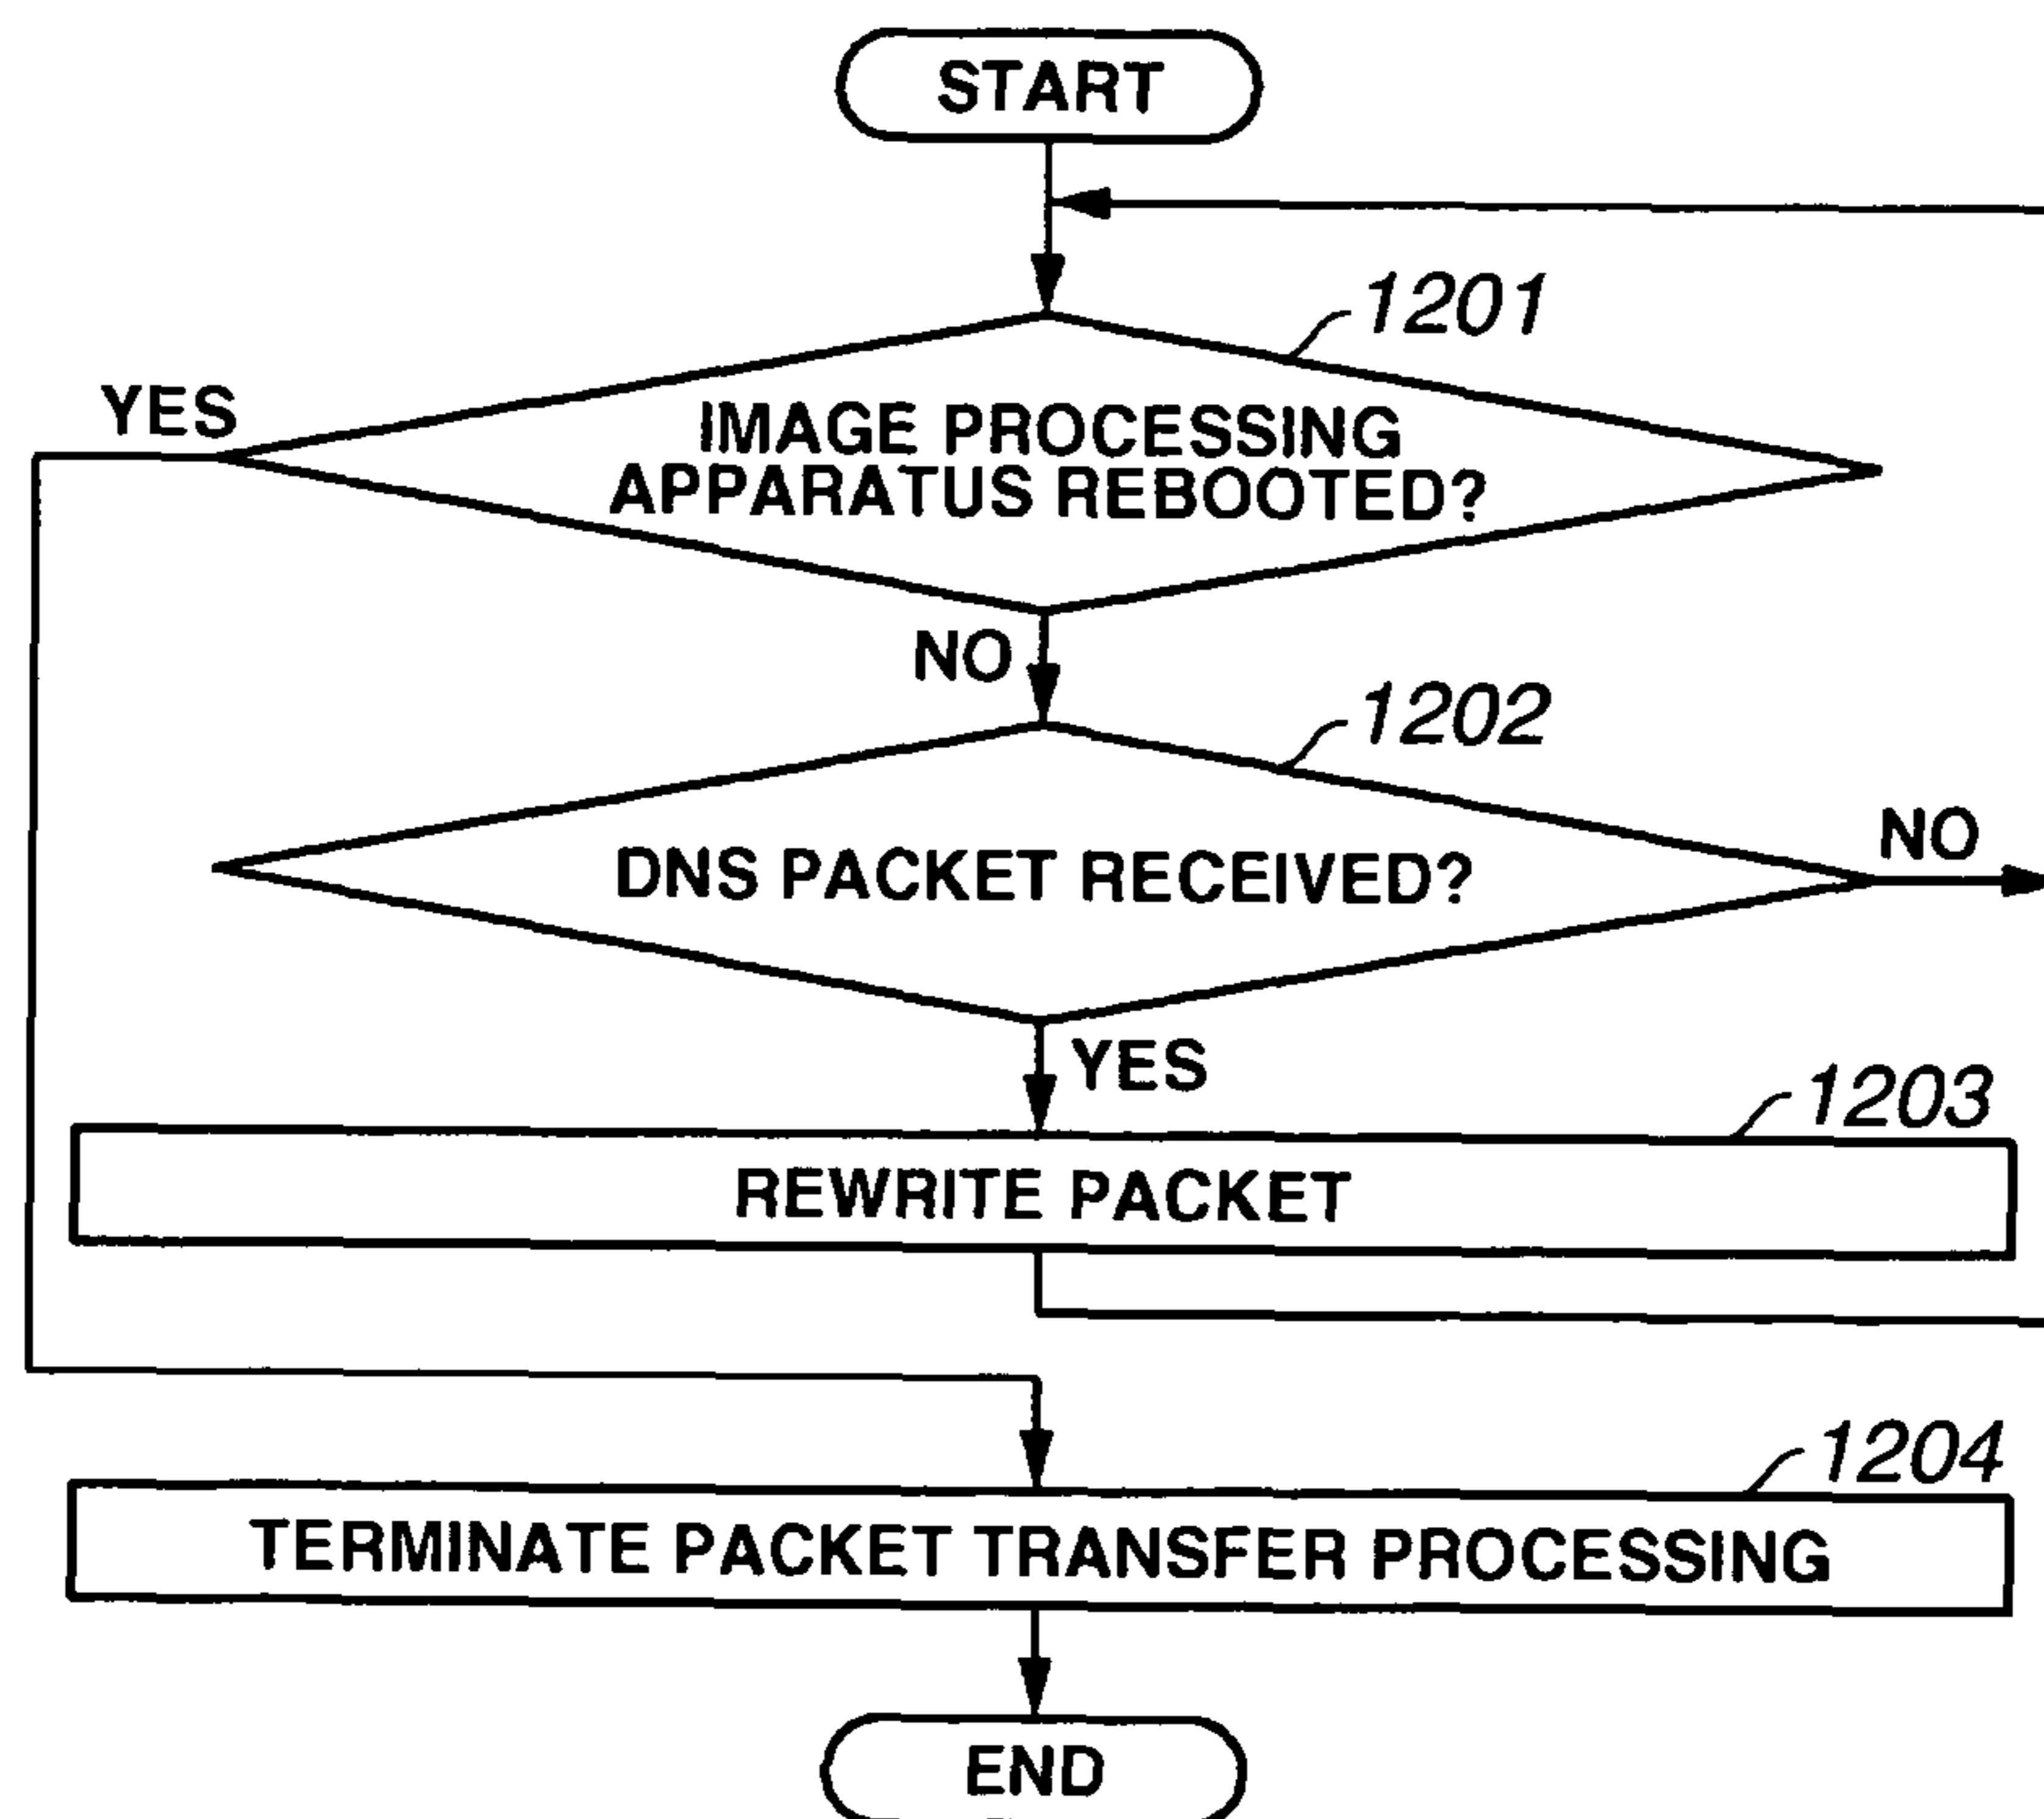 START
1201
YES
IMAGE PROCESSING
APPARATUS REBOOTED?
NO
1202
DNS PACKET RECEIVED?
NO
YES
1203
REWRITE PACKET
1204
TERMINATE PACKET TRANSFER PROCESSING
END